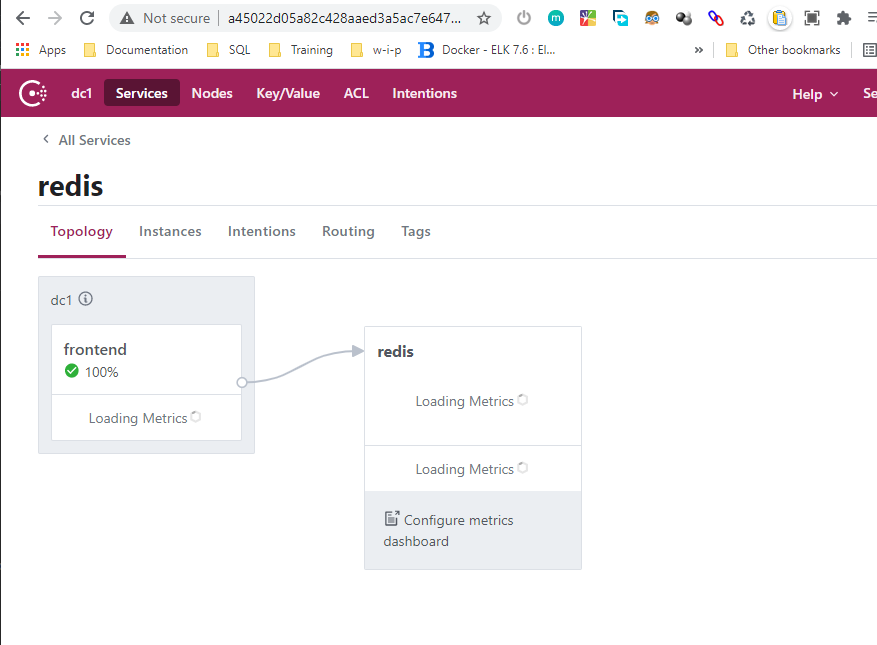 Not secure a45022d05a82c428aaed3a5ac7e647...
Apps Documentation SQL Training w-i-p B Docker - ELK 7.6 : El... » Other bookmarks
dc1 Services Nodes Key/Value ACL Intentions Help Se
All Services
redis
Topology Instances Intentions Routing Tags
dc1
frontend
100%
Loading Metrics
redis
Loading Metrics
Loading Metrics
Configure metrics
dashboard